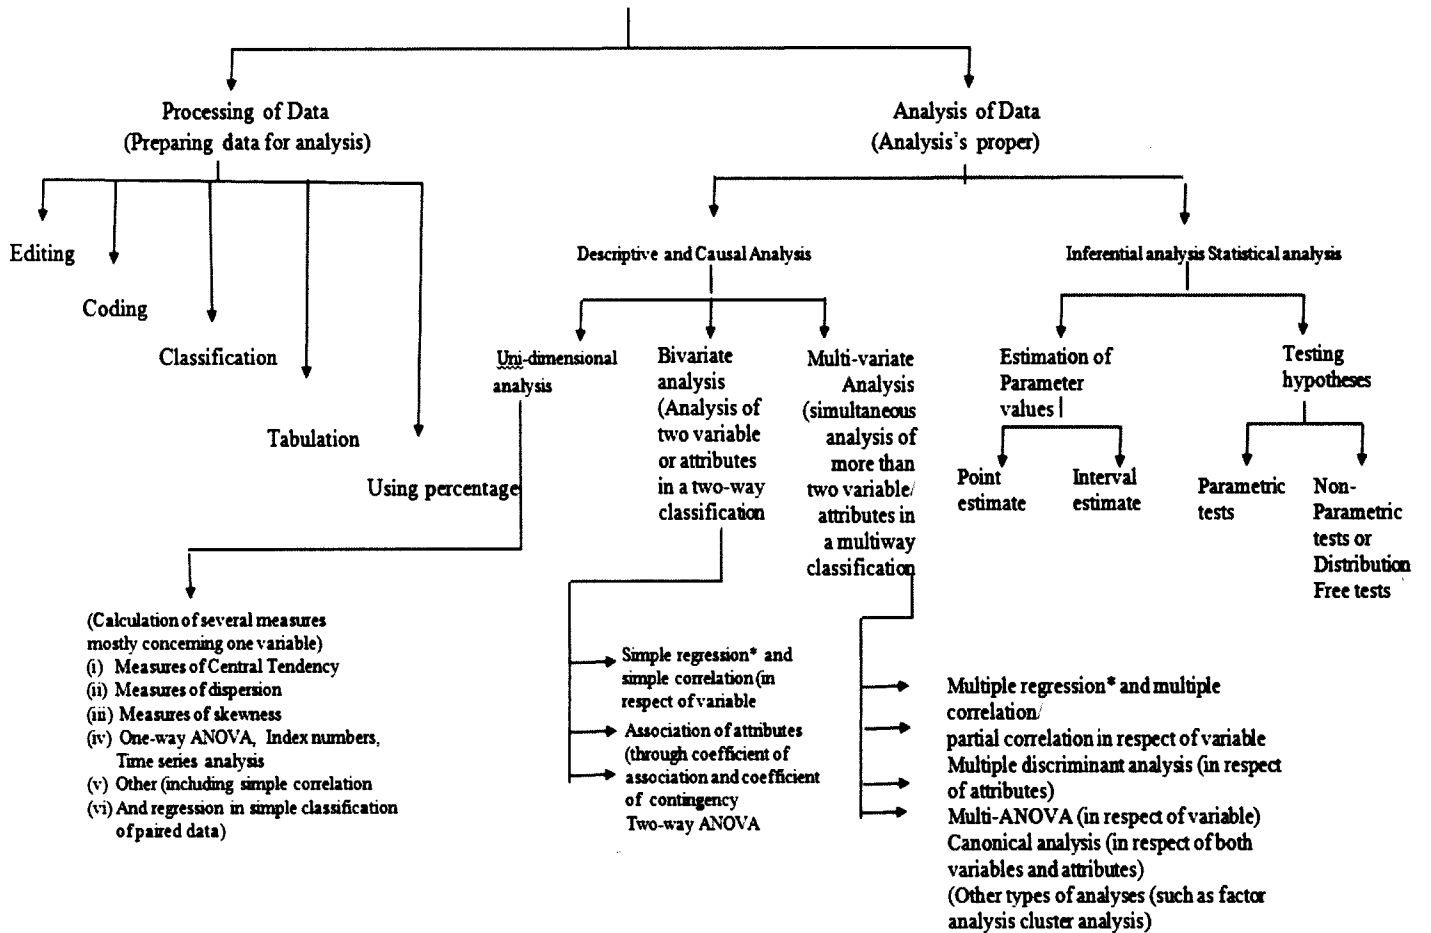 Processing of Data
(Preparing data for analysis)
Analysis of Data
(Analysis's proper)
Editing
Coding
Classification
Tabulation
Using percentage
Descriptive and Causal Analysis
Inferential analysis Statistical analysis
Uni-dimensional
analysis
Bivariate
analysis
(Analysis of
two variable
or attributes
in a two-way
classification
Multi-variate
Analysis
(simultaneous
analysis of
more than
two variable/
attributes in
a multiway
classification
Estimation of
Parameter
values
Testing
hypotheses
Point
estimate
Interval
estimate
Parametric
tests
Non-
Parametric
tests or
Distribution
Free tests
(Calculation of several measures
mostly concerning one variable)
(i) Measures of Central Tendency
(ii) Measures of dispersion
(iii) Measures of skewness
(iv) One-way ANOVA, Index numbers,
Time series analysis
(v) Other (including simple correlation
(vi) And regression in simple classification
of paired data)
Simple regression* and
simple correlation (in
respect of variable
Association of attributes
(through coefficient of
association and coefficient
of contingency
Two-way ANOVA
Multiple regression* and multiple
correlation/
partial correlation in respect of variable
Multiple discriminant analysis (in respect
of attributes)
Multi-ANOVA (in respect of variable)
Canonical analysis (in respect of both
variables and attributes)
(Other types of analyses (such as factor
analysis cluster analysis)